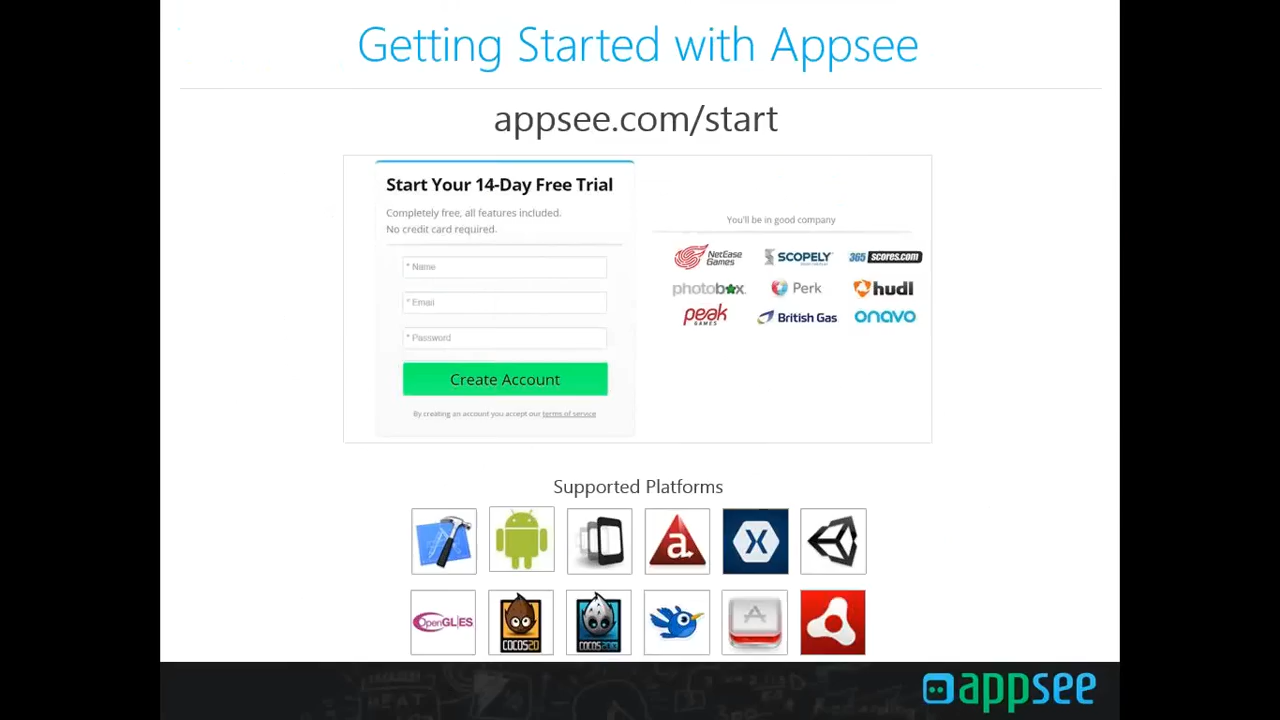 Getting Started with Appsee
appsee.com/start
Start Your 14-Day Free Trial
Completely free, all features included.
No credit card required.
* Name
* Email
* Password
Create Account
By creating an account you accept our terms of service
You'll be in good company
NetEase Games
SCOPELY
365scores.com
photobox
Perk
hudl
peak GAMES
British Gas
onavo
Supported Platforms
a
X
OpenGL|ES
COCOS2D
COCOS2D
A
appsee